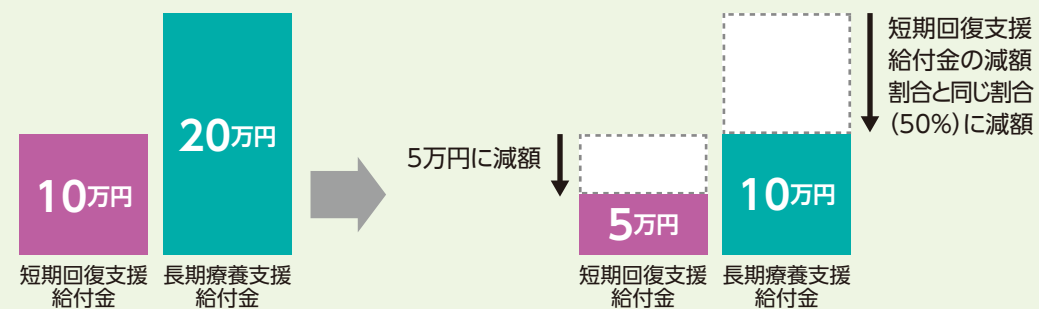 10万円
短期回復支援
給付金
20万円
長期療養支援
給付金
5万円に減額
5万円
短期回復支援
給付金
10万円
長期療養支援
給付金
短期回復支援
給付金の減額
割合と同じ割合
(50%)に減額